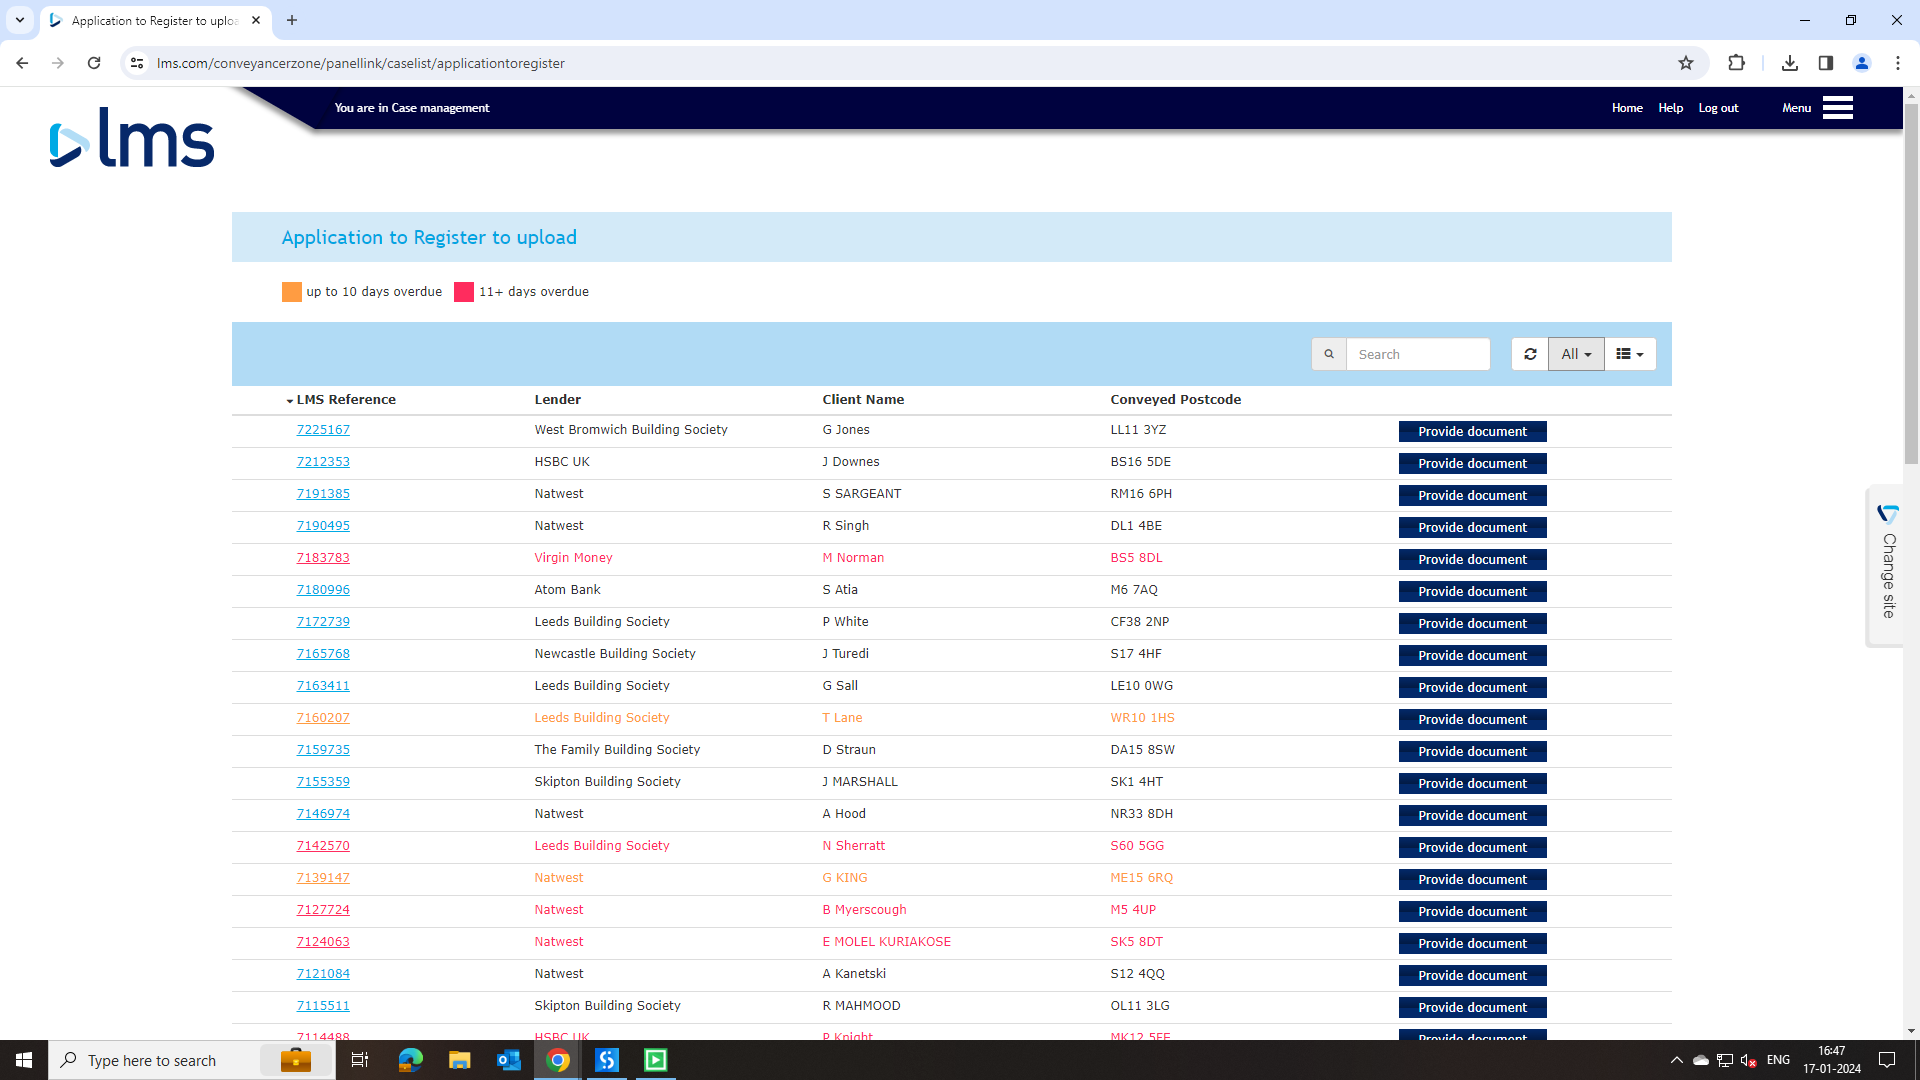 Application to Register to uploa
lms.com/conveyancerzone/panellink/caselist/applicationtoregister
You are in Case management
Home Help Log out Menu
lms
Application to Register to upload
up to 10 days overdue 11+ days overdue
Search All
LMS Reference Lender Client Name Conveyed Postcode
7225167 West Bromwich Building Society G Jones LL11 3YZ Provide document
7212353 HSBC UK J Downes BS16 5DE Provide document
7191385 Natwest S SARGEANT RM16 6PH Provide document
7190495 Natwest R Singh DL1 4BE Provide document
7183783 Virgin Money M Norman BS5 8DL Provide document
7180996 Atom Bank S Atia M6 7AQ Provide document
7172739 Leeds Building Society P White CF38 2NP Provide document
7165768 Newcastle Building Society J Turedi S17 4HF Provide document
7163411 Leeds Building Society G Sall LE10 0WG Provide document
7160207 Leeds Building Society T Lane WR10 1HS Provide document
7159735 The Family Building Society D Straun DA15 8SW Provide document
7155359 Skipton Building Society J MARSHALL SK1 4HT Provide document
7146974 Natwest A Hood NR33 8DH Provide document
7142570 Leeds Building Society N Sherratt S60 5GG Provide document
7139147 Natwest G KING ME15 6RQ Provide document
7127724 Natwest B Myerscough M5 4UP Provide document
7124063 Natwest E MOLEL KURIAKOSE SK5 8DT Provide document
7121084 Natwest A Kanetski S12 4QQ Provide document
7115511 Skipton Building Society R MAHMOOD OL11 3LG Provide document
7114488 HSBC UK Knight MK12 Provide document
Change site
Type here to search
ENG
16:47
17-01-2024